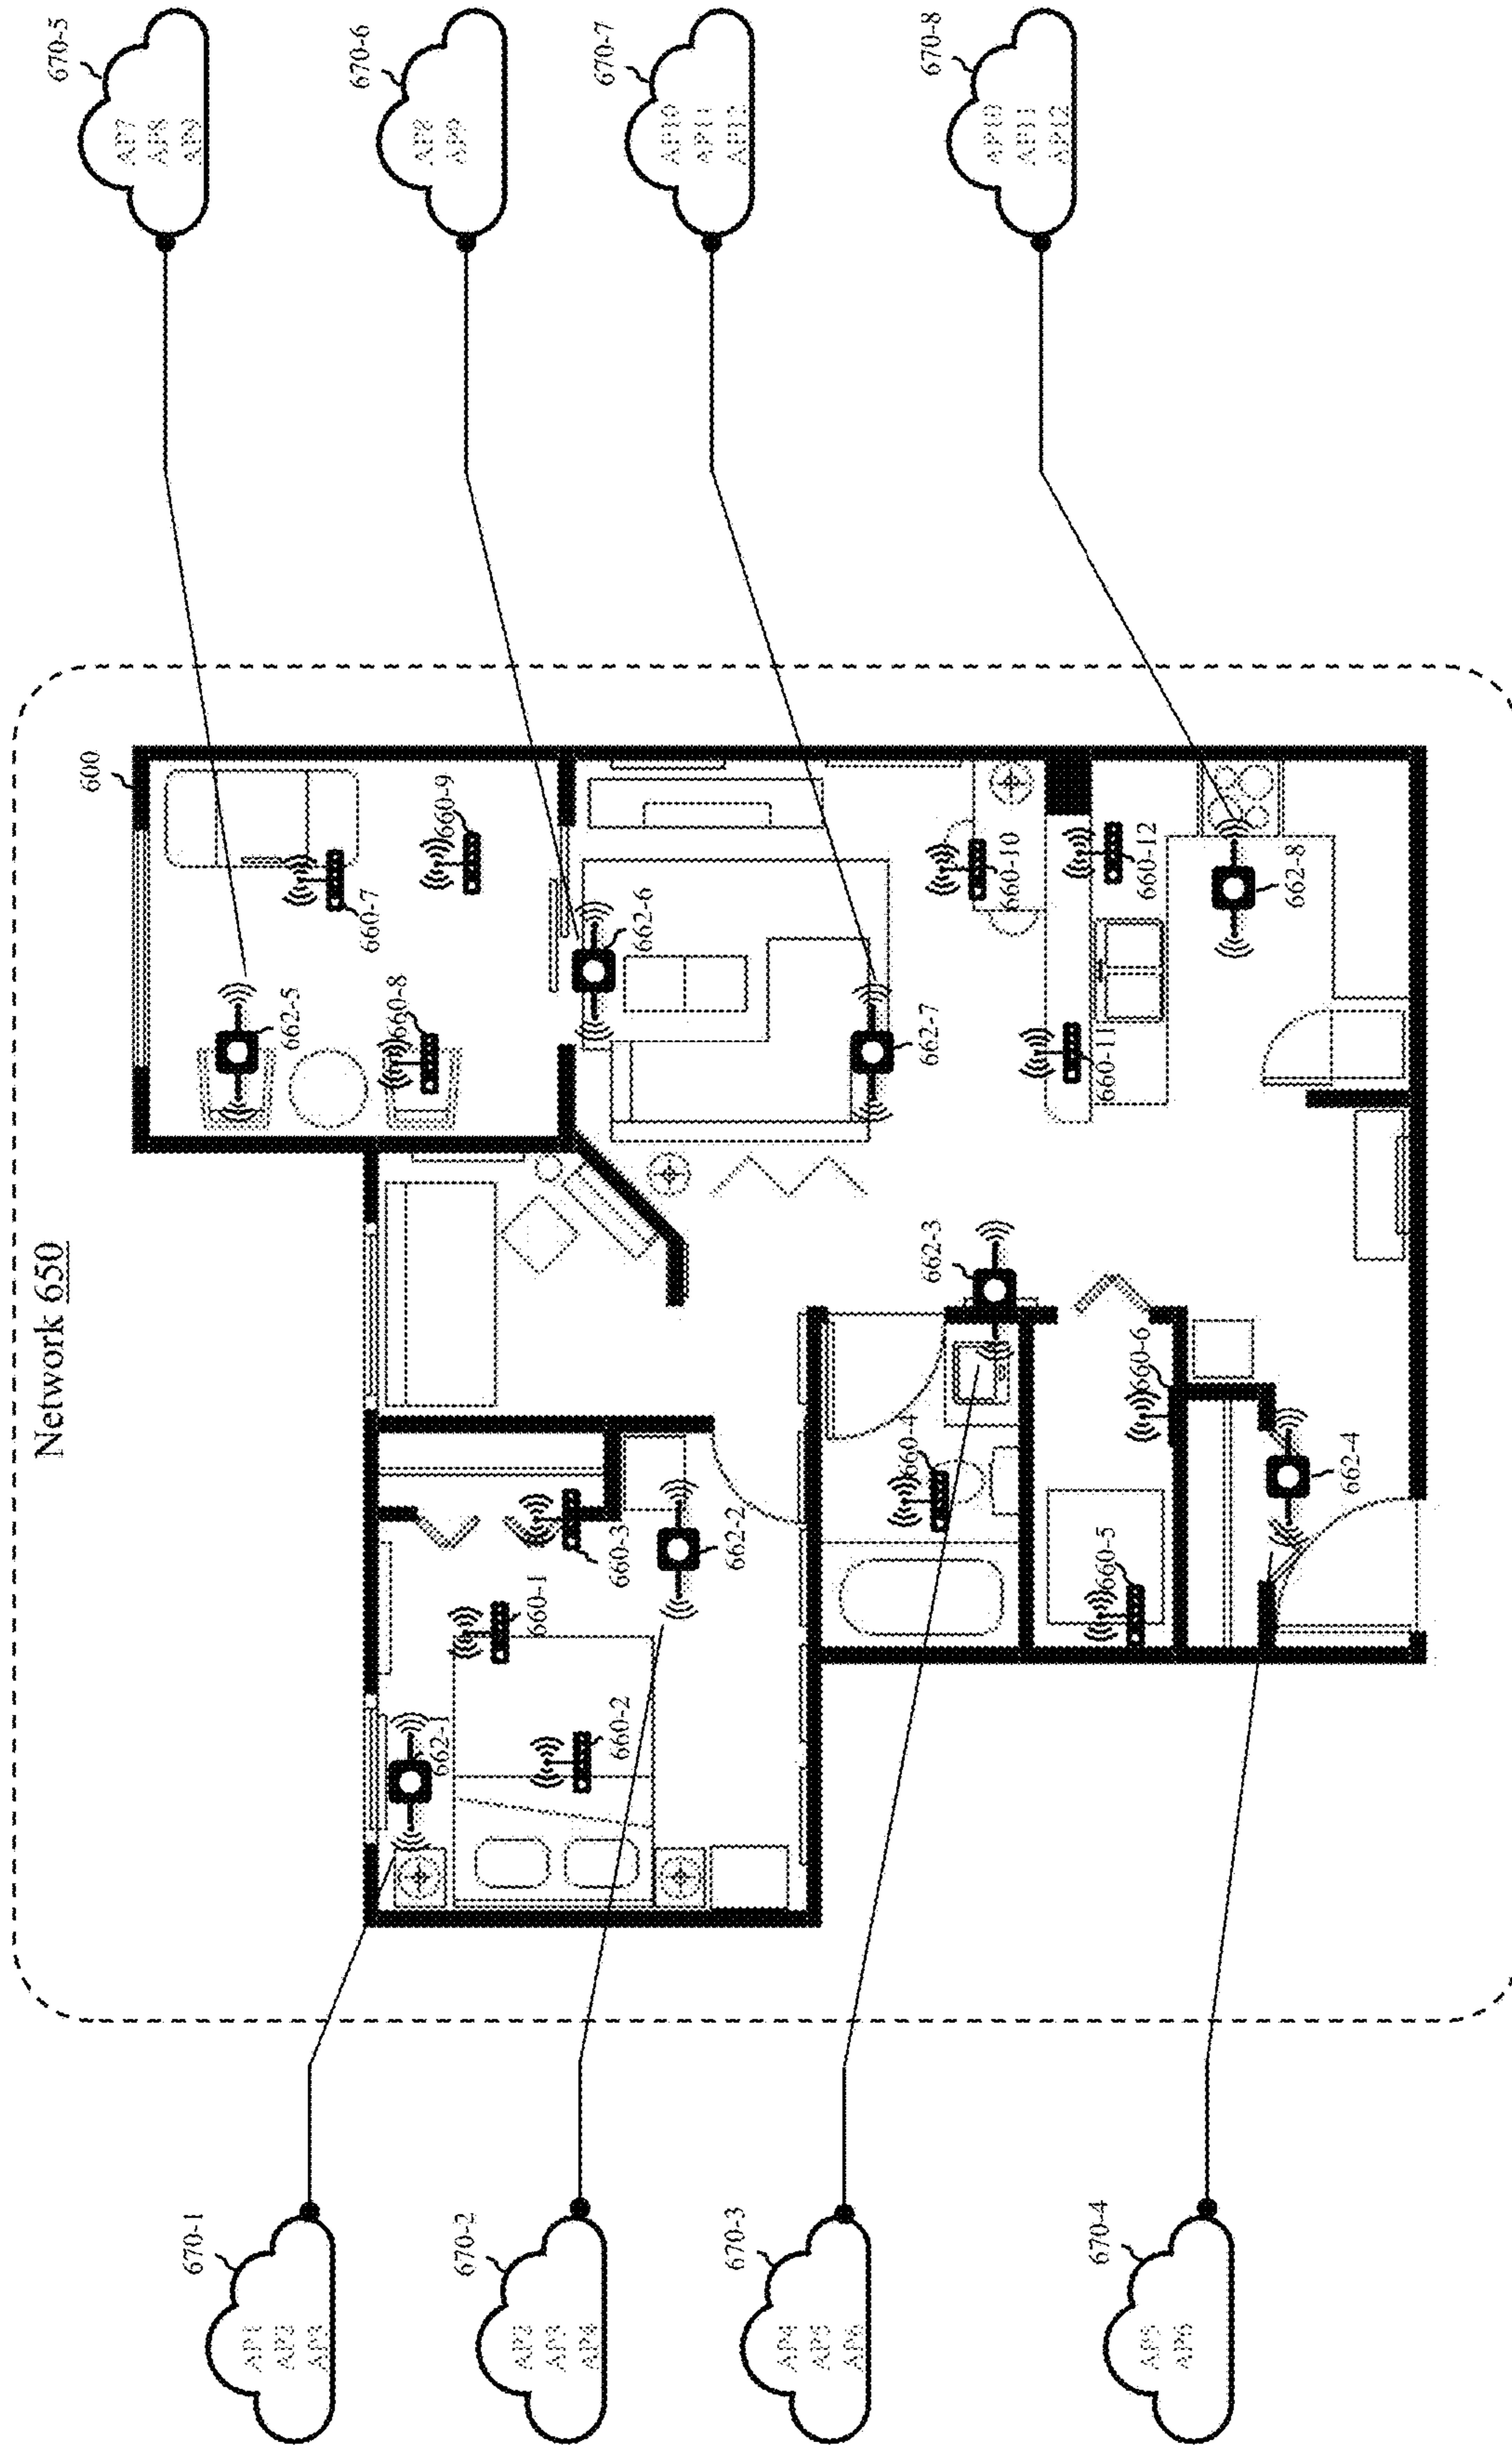 Network 650
600
670-1
AP1
AP2
AP3
670-2
AP2
AP3
AP4
670-3
AP4
AP5
AP6
670-4
AP5
AP6
670-5
AP7
AP8
AP9
670-6
AP8
AP9
670-7
AP10
AP11
AP12
670-8
AP10
AP11
AP12
662-1
660-1
660-2
660-3
662-2
660-4
662-3
660-5
660-6
662-4
662-5
660-7
660-8
660-9
662-6
662-7
660-10
660-11
660-12
662-8